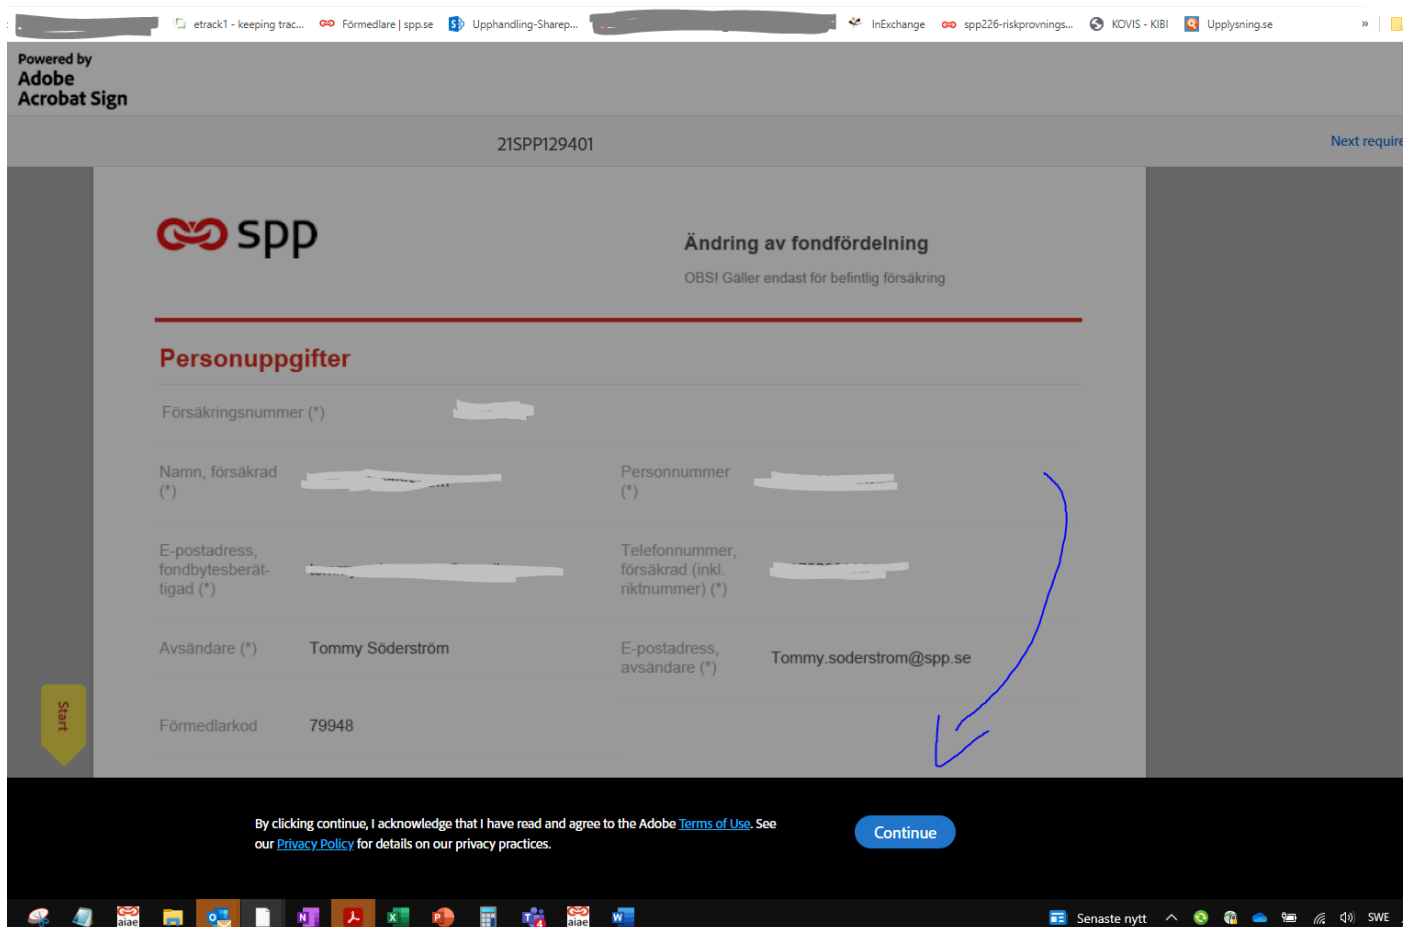 etrack1 - keeping trac... Förmedlare | spp.se Upphandling-Sharep... InExchange spp226-riskprovnings... KOVIS - KIBI Upplysning.se »
Powered by
Adobe
Acrobat Sign
21SPP129401 Next require
spp
Ändring av fondfördelning
OBS! Gäller endast för befintlig försäkring
Personuppgifter
Försäkringsnummer (*)
Namn, försäkrad
(*)
Personnummer
(*)
E-postadress,
fondbytesberät-
tigad (*)
Telefonnummer,
försäkrad (inkl.
riktnummer) (*)
Avsändare (*) Tommy Söderström
E-postadress,
avsändare (*)
Tommy.soderstrom@spp.se
Start
Förmedlarkod 79948
By clicking continue, I acknowledge that I have read and agree to the Adobe Terms of Use. See
our Privacy Policy for details on our privacy practices.
Continue
aiae aiae Senaste nytt SWE